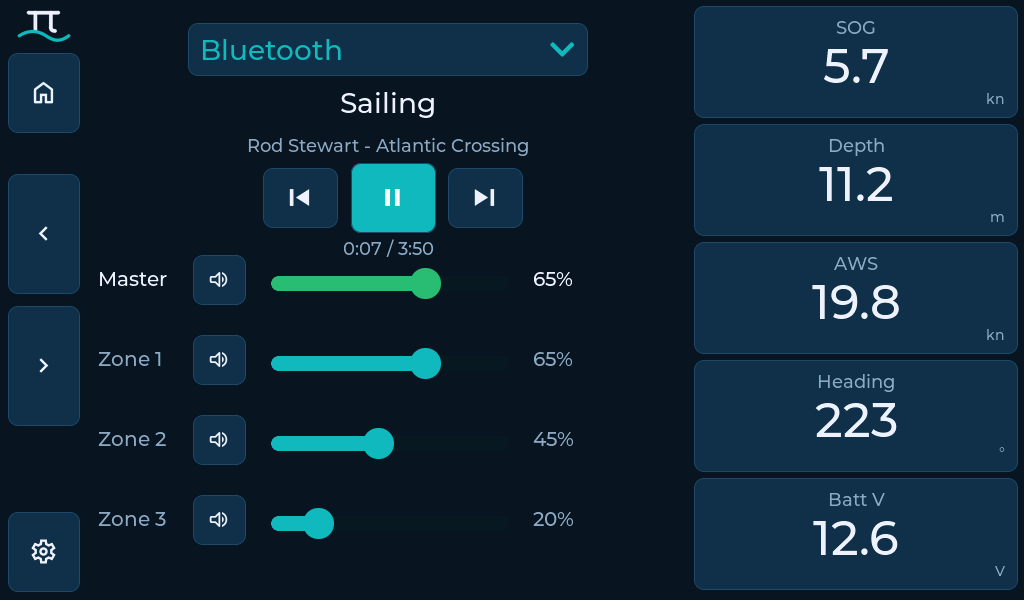 Bluetooth
Sailing
Rod Stewart - Atlantic Crossing
0:07 / 3:50
Master
65%
Zone 1
65%
Zone 2
45%
Zone 3
20%
SOG
5.7
kn
Depth
11.2
m
AWS
19.8
kn
Heading
223
°
Batt V
12.6
V